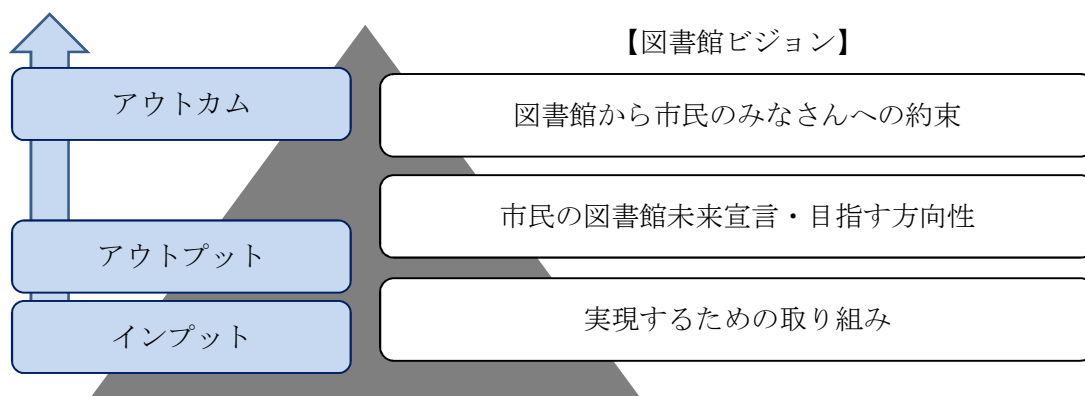 【図書館ビジョン】
アウトカム
図書館から市民のみなさんへの約束
市民の図書館未来宣言・目指す方向性
アウトプット
実現するための取り組み
インプット